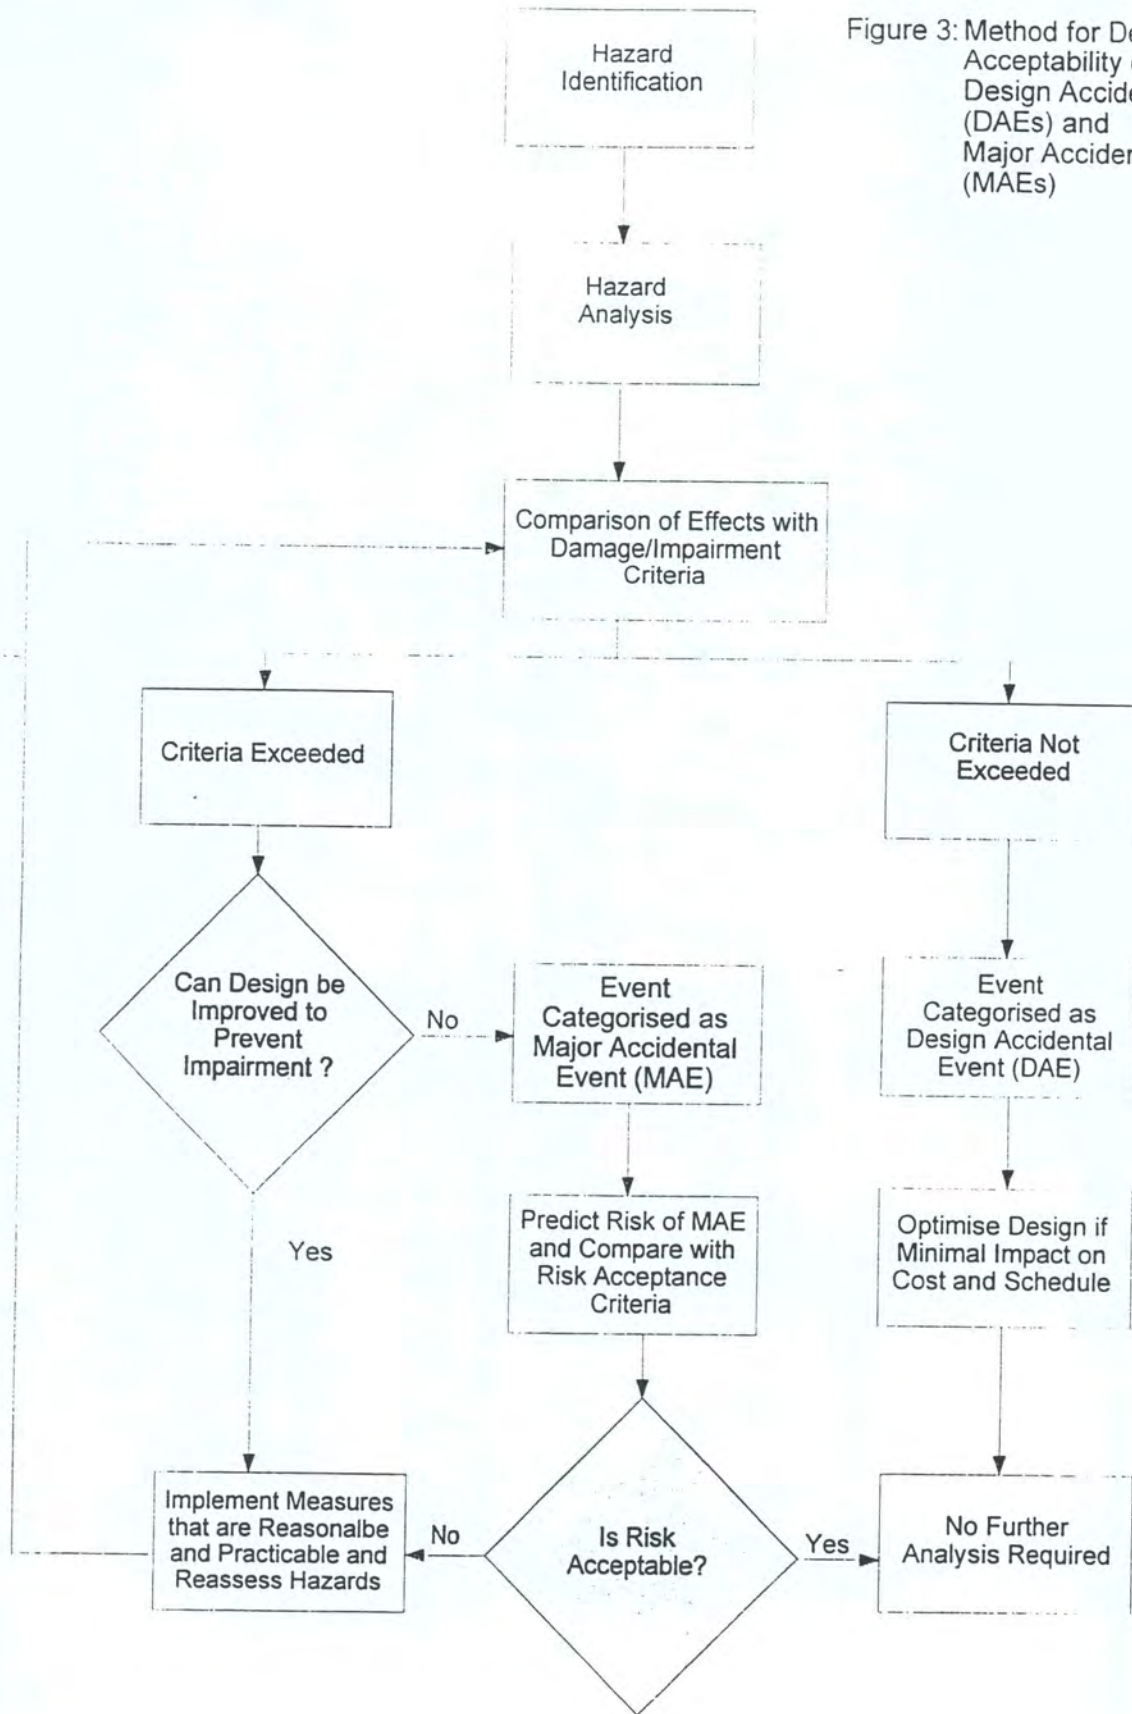 Figure 3: Method for De
Acceptability
Design Accide
(DAEs) and
Major Acciden
(MAEs)
Hazard
Identification
Hazard
Analysis
Comparison of Effects with
Damage/Impairment
Criteria
Criteria Exceeded
Criteria Not
Exceeded
Can Design be
Improved to
Prevent
Impairment ?
No
Event
Categorised as
Major Accidental
Event (MAE)
Event
Categorised as
Design Accidental
Event (DAE)
Yes
Predict Risk of MAE
and Compare with
Risk Acceptance
Criteria
Optimise Design if
Minimal Impact on
Cost and Schedule
Implement Measures
that are Reasonalbe
and Practicable and
Reassess Hazards
No
Is Risk
Acceptable?
Yes
No Further
Analysis Required